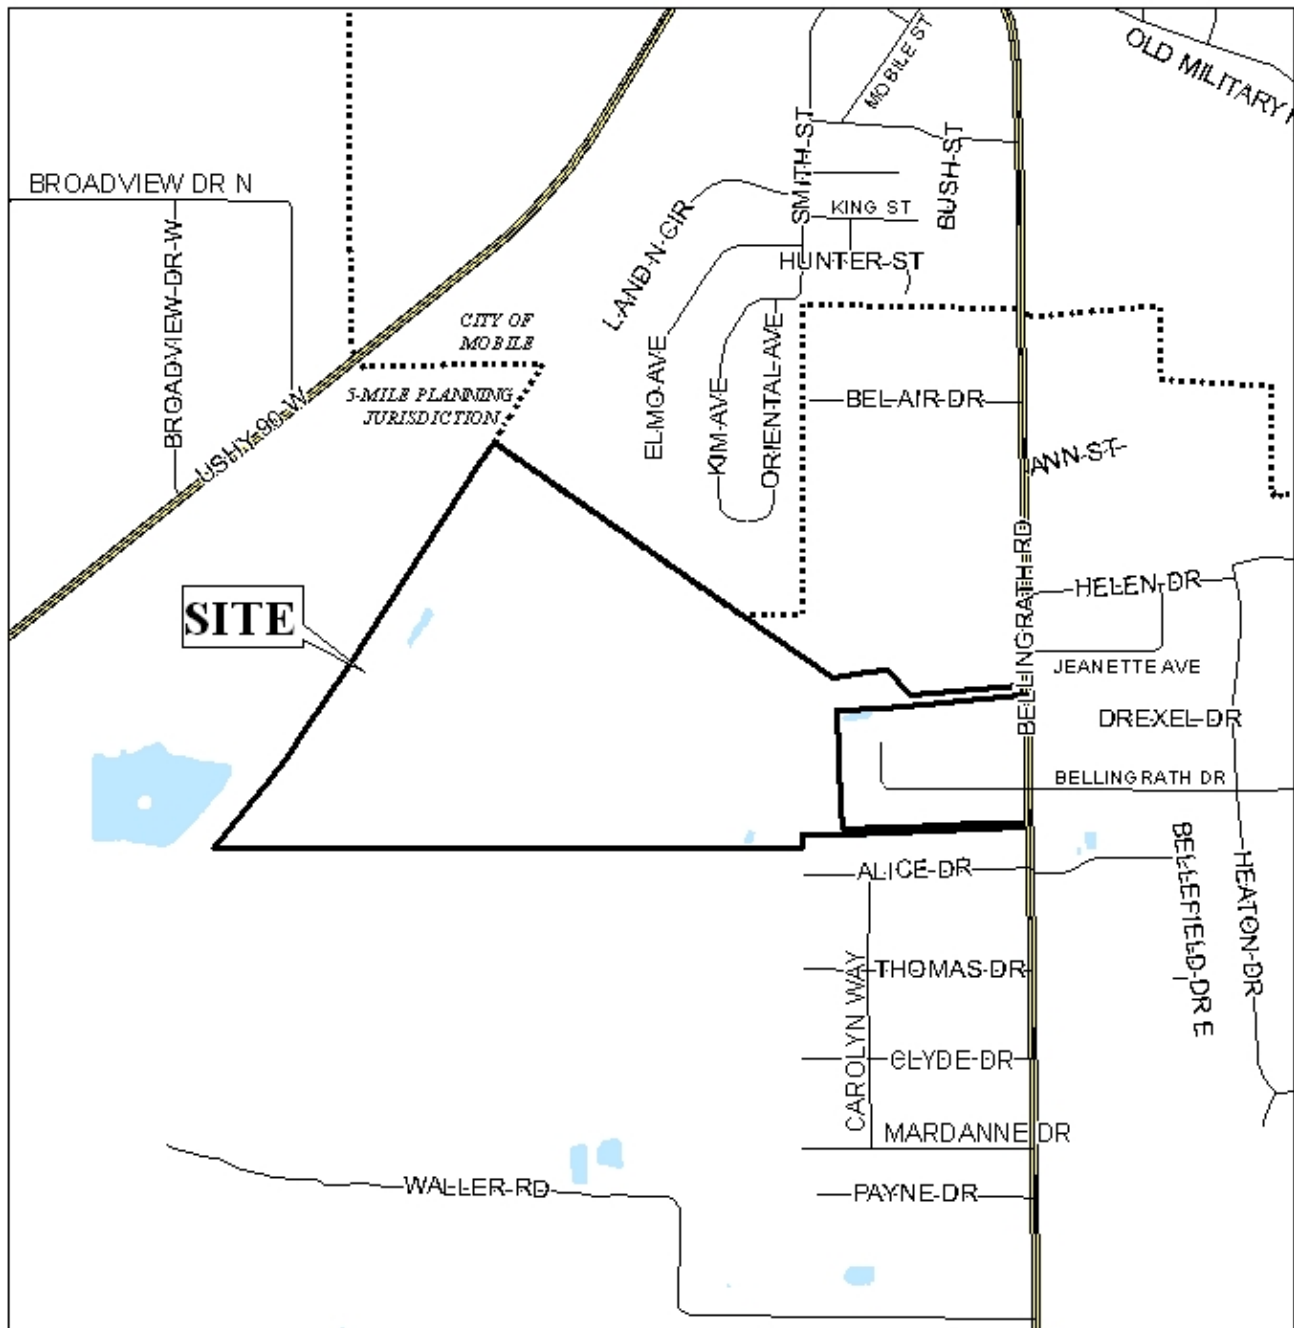 MOBILE ST
OLD MILITARY
SMITH ST
BUSH ST
BROADVIEW DR N
KING ST
LAND N CIR
BROADVIEW DR W
HUNTER ST
CITY OF
MOBILE
5-MILE PLANNING
JURISDICTION
ELMO AVE
KIM AVE
ORIENTAL AVE
BEL AIR DR
USHY 90 W
ANN ST
BELLINGRATH RD
HELEN DR
SITE
JEANETTE AVE
DREXEL DR
BELLINGRATH DR
ALICE DR
BELLEFIELD DR E
HEATON DR
CAROLYN WAY
THOMAS DR
CLYDE DR
MARDANNE DR
WALLER RD
PAYNE DR